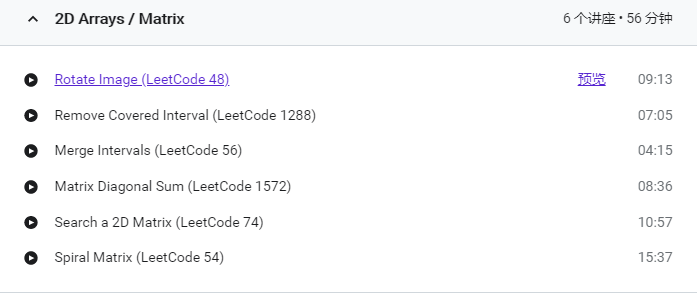 2D Arrays / Matrix 6 个讲座 • 56 分钟
Rotate Image (LeetCode 48) 预览 09:13
Remove Covered Interval (LeetCode 1288) 07:05
Merge Intervals (LeetCode 56) 04:15
Matrix Diagonal Sum (LeetCode 1572) 08:36
Search a 2D Matrix (LeetCode 74) 10:57
Spiral Matrix (LeetCode 54) 15:37